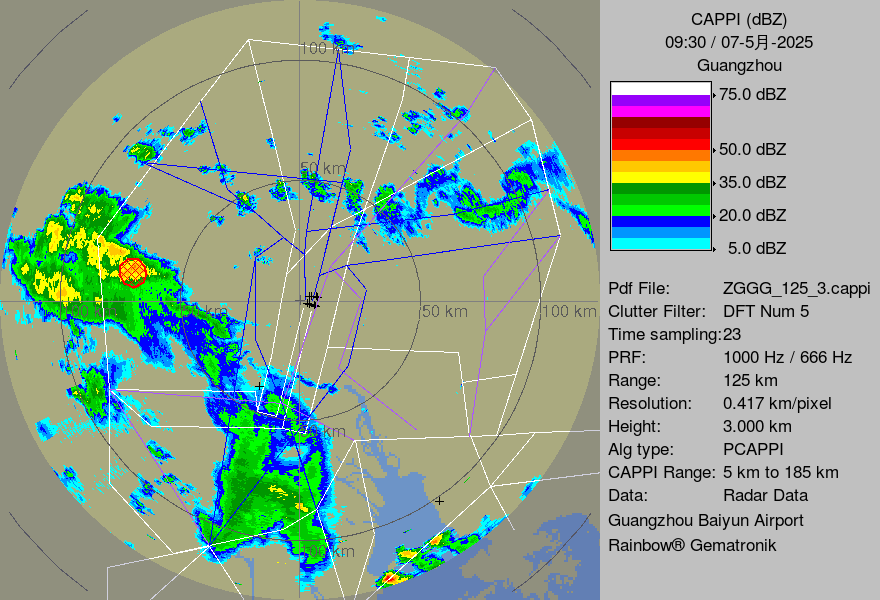 CAPPI (dBZ)
09:30 / 07-5月-2025
Guangzhou
75.0 dBZ
50.0 dBZ
35.0 dBZ
20.0 dBZ
5.0 dBZ
Pdf File: ZGGG_125_3.cappi
Clutter Filter: DFT Num 5
Time sampling:23
PRF: 1000 Hz / 666 Hz
Range: 125 km
Resolution: 0.417 km/pixel
Height: 3.000 km
Alg type: PCAPPI
CAPPI Range: 5 km to 185 km
Data: Radar Data
Guangzhou Baiyun Airport
Rainbow® Gematronik
100 km
50 km
50 km
100 km
km
km
100 km